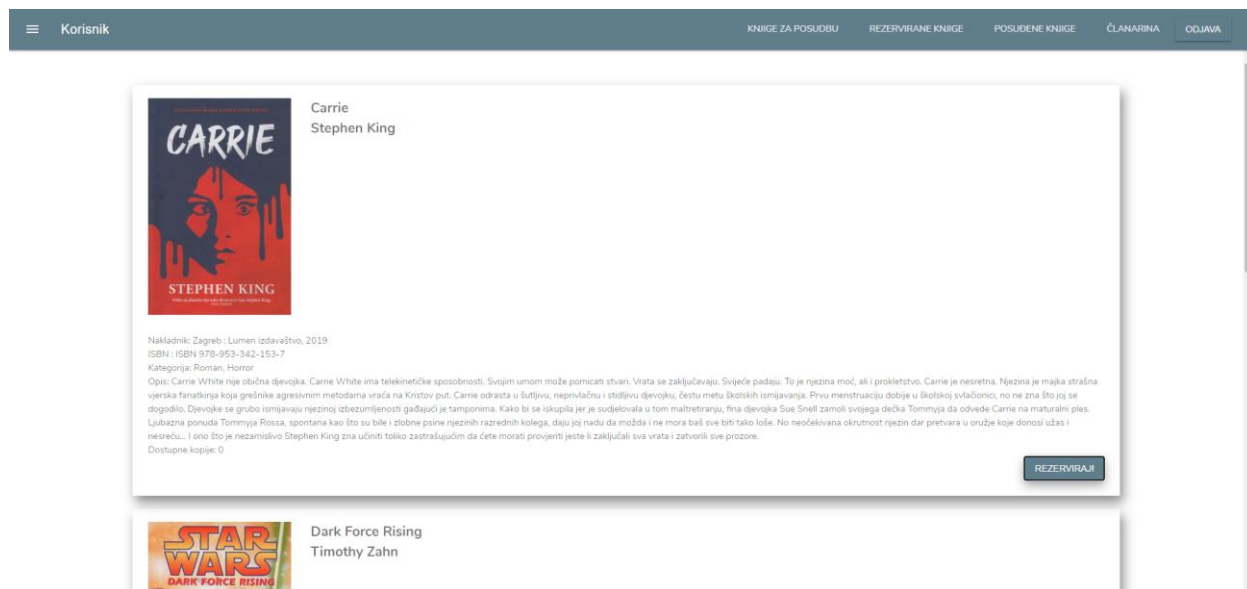 Korisnik
KNJIGE ZA POSUDBU
REZERVIRANE KNJIGE
POSUĐENE KNJIGE
ČLANARINA
ODJAVA
CARRIE
STEPHEN KING
Carrie
Stephen King
Nakladnik: Zagreb : Lumen izdavaštvo, 2019
ISBN : ISBN 978-953-342-153-7
Kategorija: Roman, Horror
Opis: Carrie White nije obična djevojka. Carrie White ima telekinetičke sposobnosti. Svojim umom može pomicati stvari. Vrata se zaključavaju. Svijeće padaju. To je njezina moć, ali i prokletstvo. Carrie je nesretna. Njezina je majka strašna
vjerska fanatkinja koja grešnike agresivnim metodama vraća na Kristov put. Carrie odrasta u šutljivu, neprivlačnu i stidljivu djevojku, čestu metu školskih ismijavanja. Prvu menstruaciju dobije u školskoj svlačionici, no ne zna što joj se
dogodilo. Djevojke se grubo ismijavaju njezinoj izbezumljenosti gađajući je tamponima. Kako bi se iskupila jer je sudjelovala u tom maltretiranju, fina djevojka Sue Snell zamoli svojega dečka Tommyja da odvede Carrie na maturalni ples.
Ljubazna ponuda Tommyja Rossa, spontana kao što su bile i zlobne psine njezinih razrednih kolega, daju joj nadu da možda i ne mora baš sve biti tako loše. No neočekivana okrutnost njezin dar pretvara u oružje koje donosi užas i
nesreću... I ono što je nezamislivo Stephen King zna učiniti toliko zastrašujućim da ćete morati provjeriti jeste li zaključali sva vrata i zatvorili sve prozore.
Dostupne kopije: 0
REZERVIRAJ!
STAR
WARS
DARK FORCE RISING
Dark Force Rising
Timothy Zahn